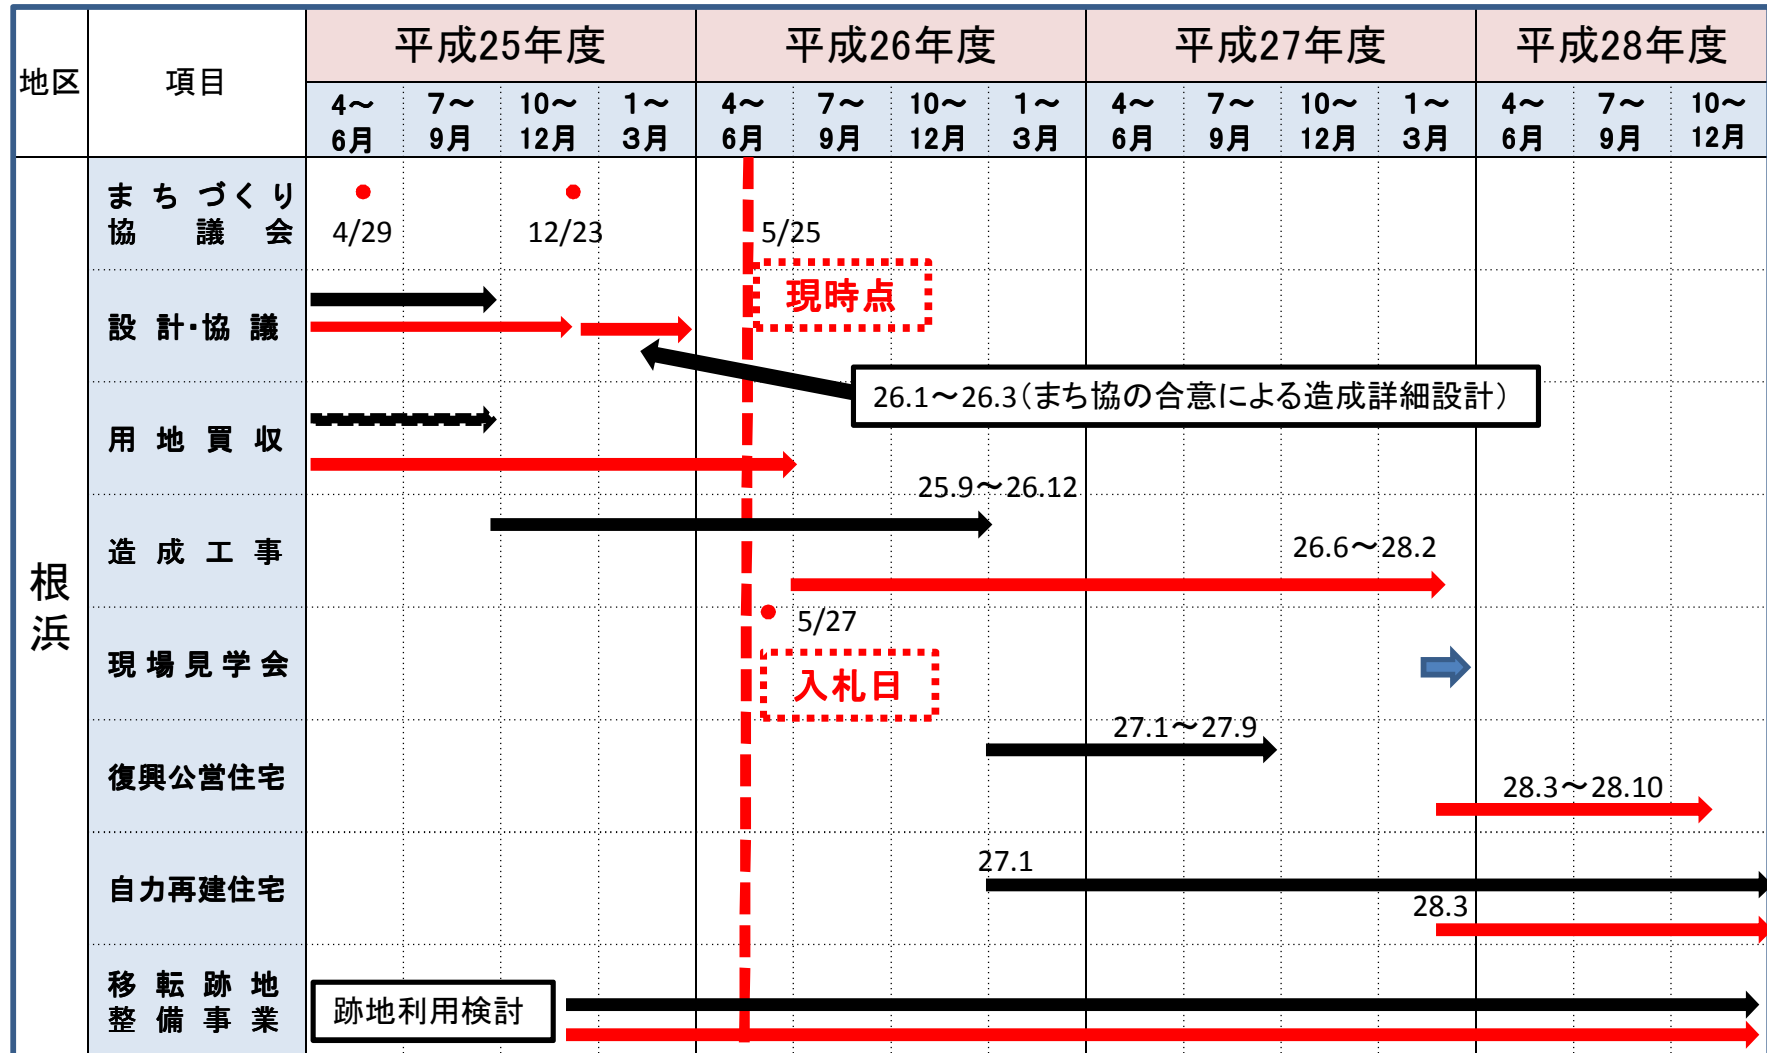 地区 項目 平成25年度 平成26年度 平成27年度 平成28年度
4～ 7～ 10～ 1～ 4～ 7～ 10～ 1～ 4～ 7～ 10～ 1～ 4～ 7～ 10～
6月 9月 12月 3月 6月 9月 12月 3月 6月 9月 12月 3月 6月 9月 12月
根浜
まちづくり
協議会
4/29 12/23 5/25
現時点
設計・協議
26.1～26.3（まち協の合意による造成詳細設計）
用地買収
25.9～26.12
造成工事
26.6～28.2
5/27
現場見学会
入札日
27.1～27.9
復興公営住宅
28.3～28.10
27.1
自力再建住宅
28.3
移転跡地
整備事業
跡地利用検討